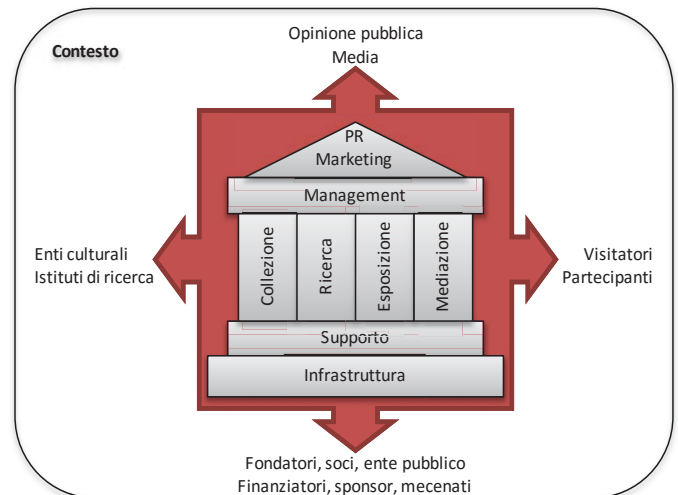 Opinione pubblica
Media
Contesto
PR
Marketing
Management
Enti culturali
Istituti di ricerca
Collezione
Ricerca
Esposizione
Mediazione
Visitatori
Partecipanti
Supporto
Infrastruttura
Fondatori, soci, ente pubblico
Finanziatori, sponsor, mecenati